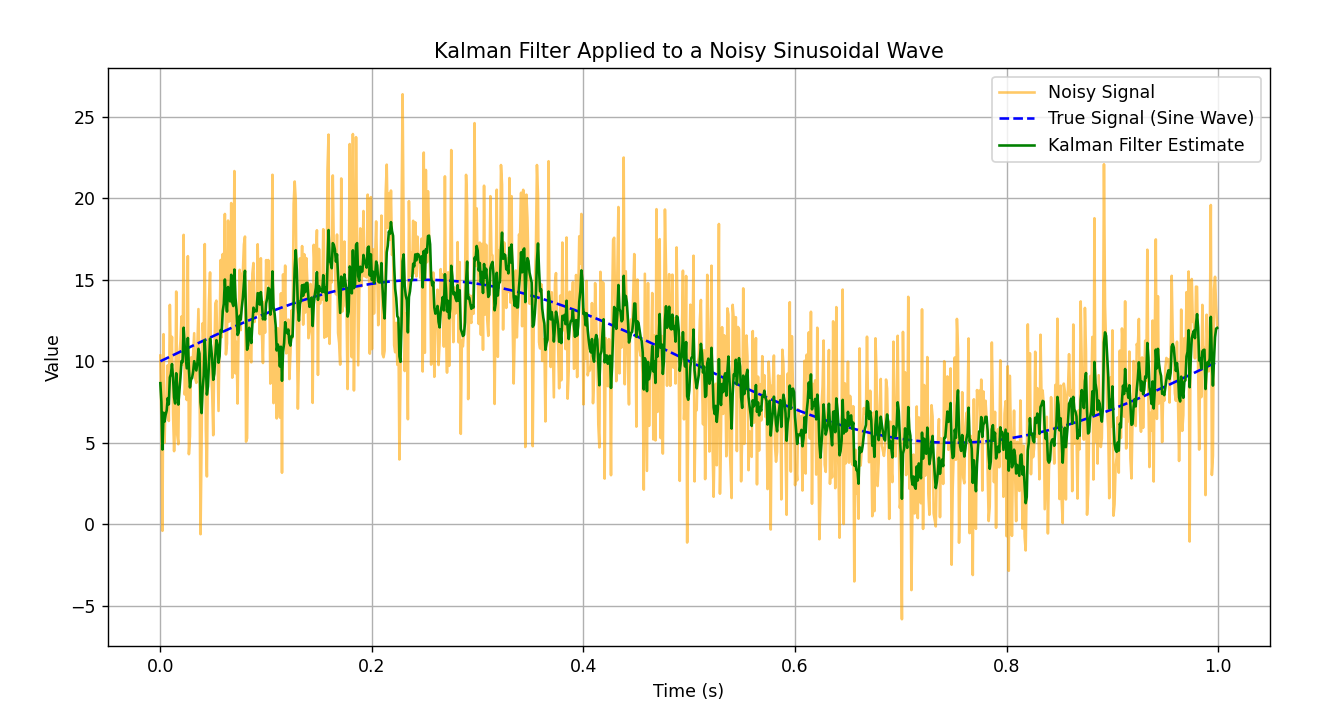 Kalman Filter Applied to a Noisy Sinusoidal Wave
Noisy Signal
True Signal (Sine Wave)
Kalman Filter Estimate
Value
25
20
15
10
5
0
−5
0.0 0.2 0.4 0.6 0.8 1.0
Time (s)